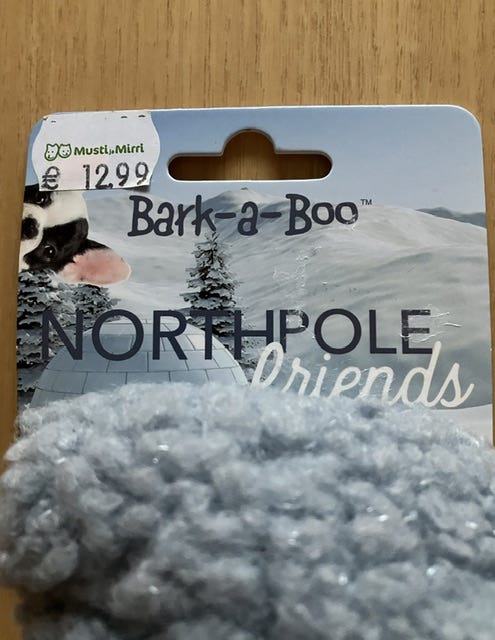 Musti ja Mirri
€ 12.99
Bark-a-Boo™
NORTHPOLE
friends